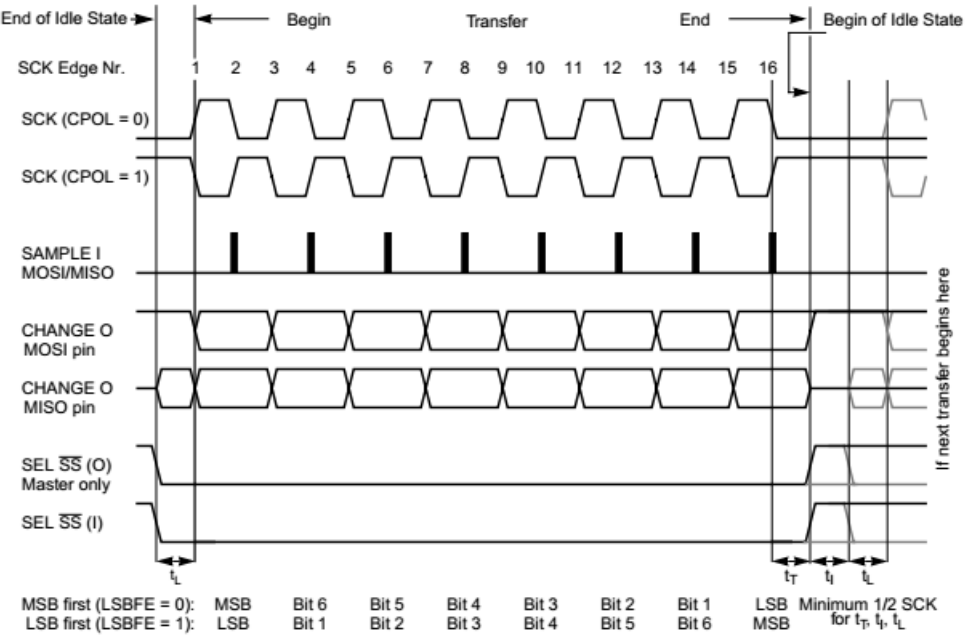 End of Idle State Begin Transfer End Begin of Idle State
SCK Edge Nr. 1 2 3 4 5 6 7 8 9 10 11 12 13 14 15 16
SCK (CPOL = 0)
SCK (CPOL = 1)
SAMPLE I
MOSI/MISO
CHANGE O
MOSI pin
CHANGE O
MISO pin
SEL SS (O)
Master only
SEL SS (I)
If next transfer begins here
tL tT tI tL
MSB first (LSBFE = 0): MSB Bit 6 Bit 5 Bit 4 Bit 3 Bit 2 Bit 1 LSB Minimum 1/2 SCK
LSB first (LSBFE = 1): LSB Bit 1 Bit 2 Bit 3 Bit 4 Bit 5 Bit 6 MSB for tT, tI, tL